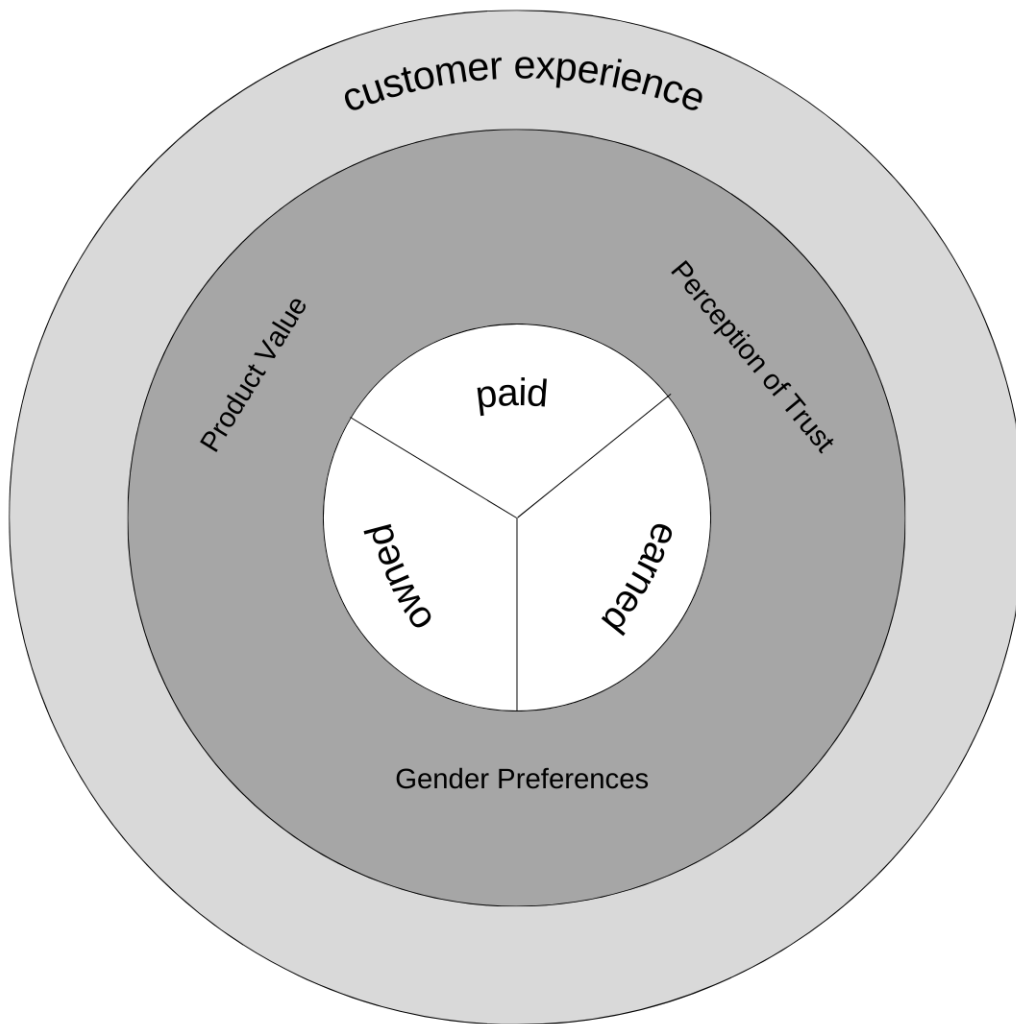 customer experience
Product Value
Perception of Trust
paid
owned
earned
Gender Preferences